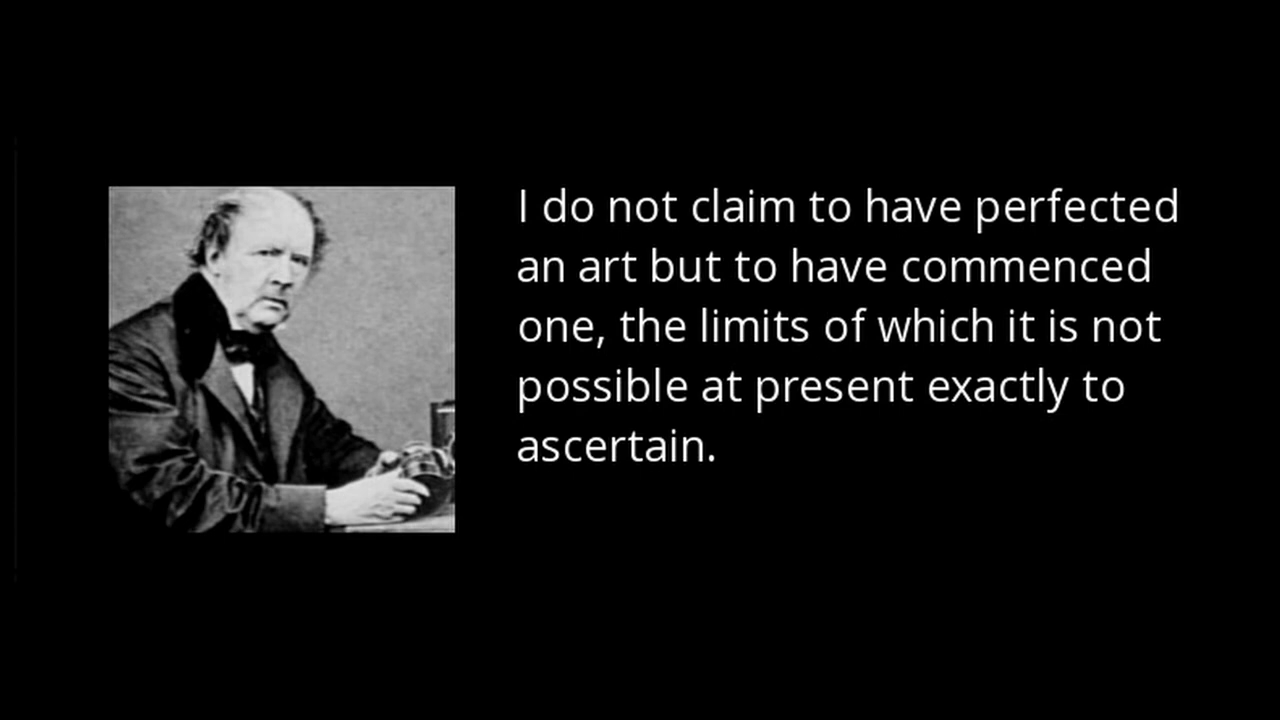 I do not claim to have perfected
an art but to have commenced
one, the limits of which it is not
possible at present exactly to
ascertain.